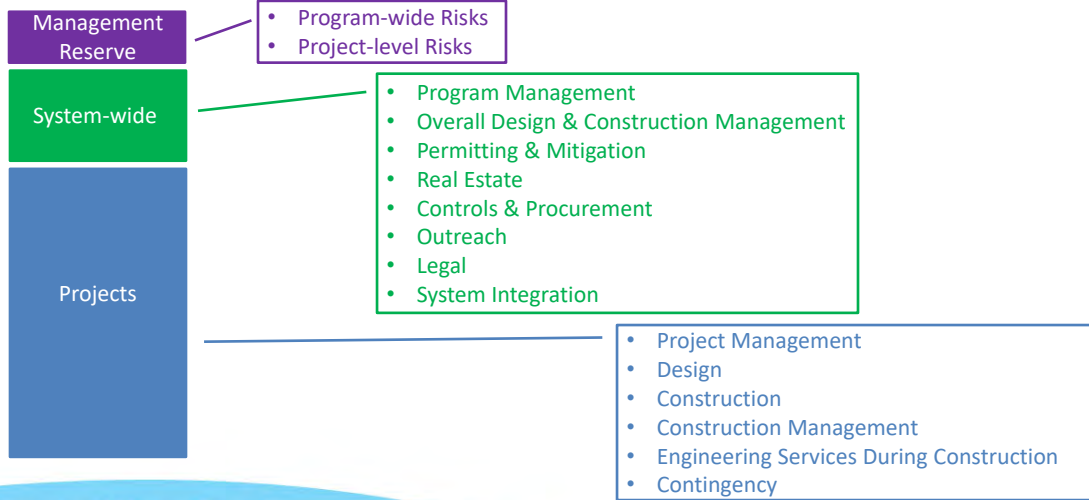 Management
Reserve
• Program-wide Risks
• Project-level Risks
System-wide
• Program Management
• Overall Design & Construction Management
• Permitting & Mitigation
• Real Estate
• Controls & Procurement
• Outreach
• Legal
• System Integration
Projects
• Project Management
• Design
• Construction
• Construction Management
• Engineering Services During Construction
• Contingency